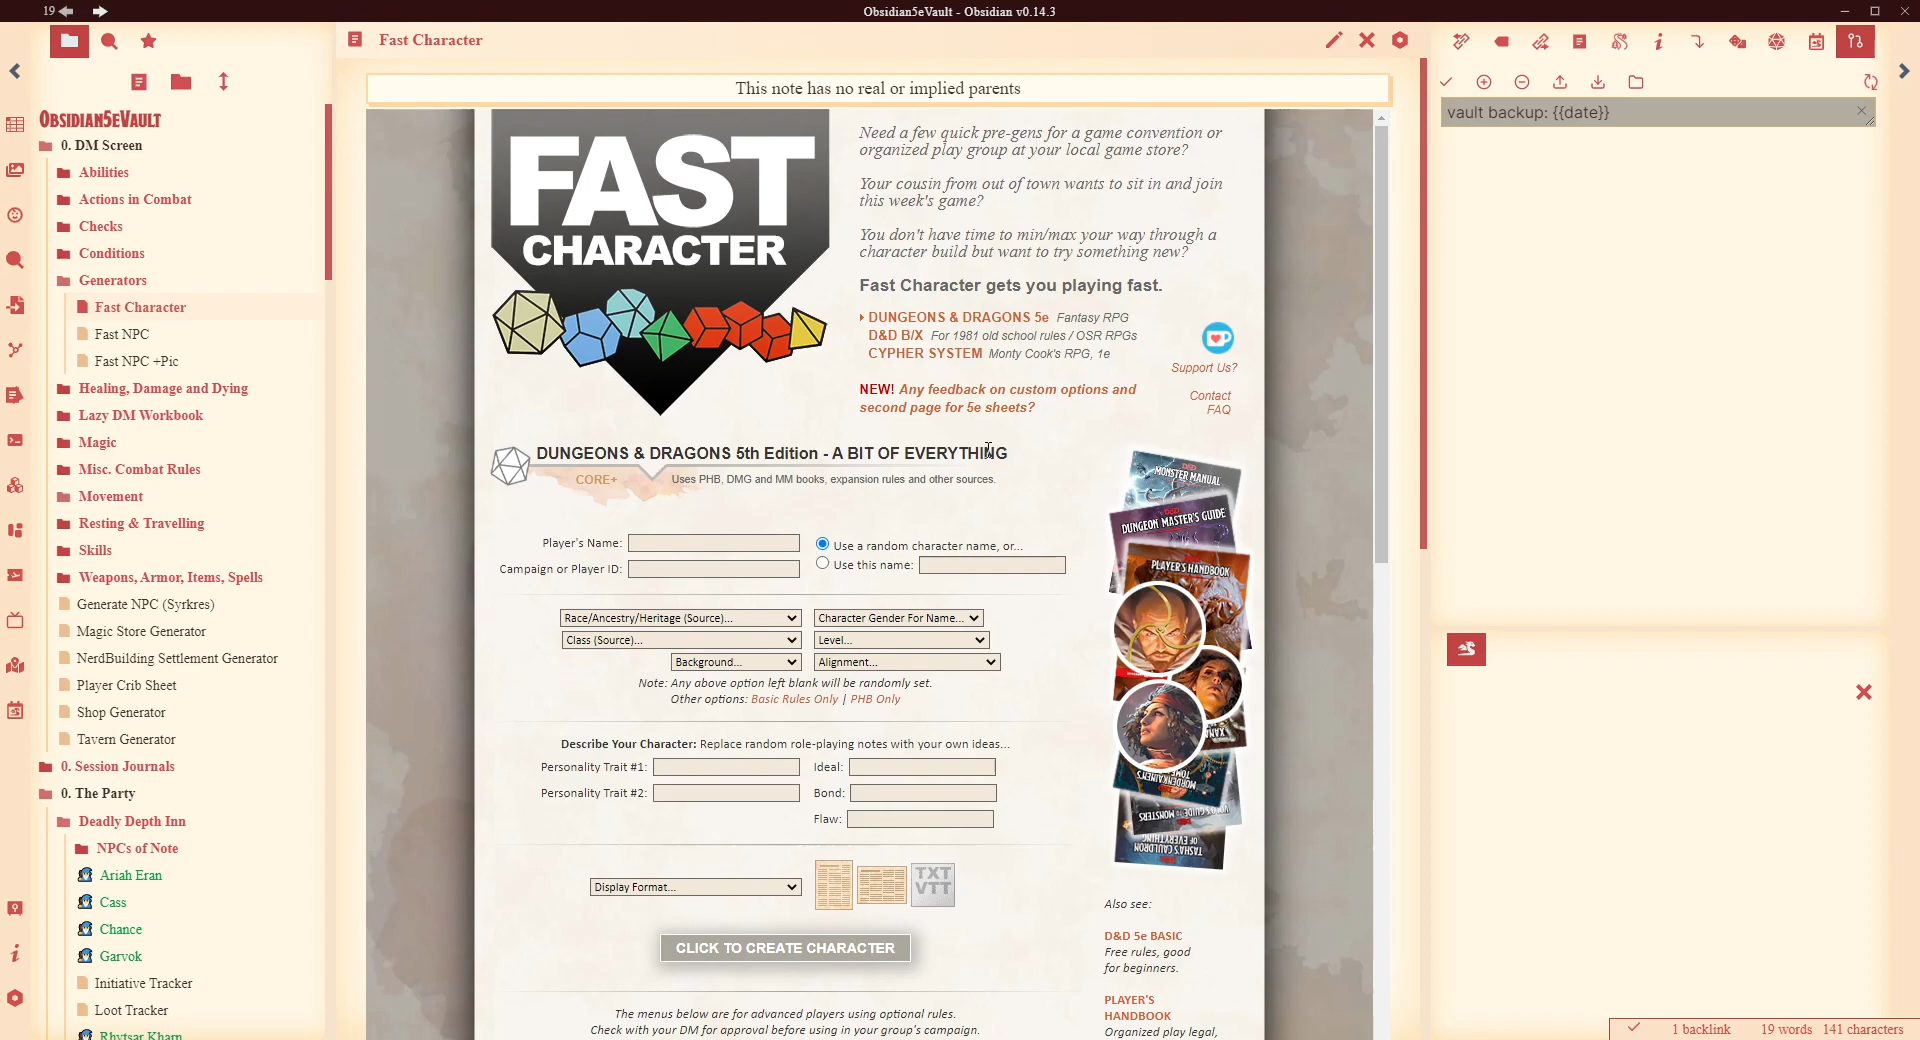 19
Obsidian5eVault - Obsidian v0.14.3
Fast Character
This note has no real or implied parents
Obsidian5eVault
0. DM Screen
Abilities
Actions in Combat
Checks
Conditions
Generators
Fast Character
Fast NPC
Fast NPC +Pic
Healing, Damage and Dying
Lazy DM Workbook
Magic
Misc. Combat Rules
Movement
Resting & Travelling
Skills
Weapons, Armor, Items, Spells
Generate NPC (Syrkres)
Magic Store Generator
NerdBuilding Settlement Generator
Player Crib Sheet
Shop Generator
Tavern Generator
0. Session Journals
0. The Party
Deadly Depth Inn
NPCs of Note
Ariah Eran
Cass
Chance
Garvok
Initiative Tracker
Loot Tracker
Rhytsar Kharn
FAST
CHARACTER
Need a few quick pre-gens for a game convention or
organized play group at your local game store?
Your cousin from out of town wants to sit in and join
this week's game?
You don't have time to min/max your way through a
character build but want to try something new?
Fast Character gets you playing fast.
DUNGEONS & DRAGONS 5e Fantasy RPG
D&D B/X For 1981 old school rules / OSR RPGs
CYPHER SYSTEM Monty Cook's RPG, 1e
NEW! Any feedback on custom options and
second page for 5e sheets?
Support Us?
Contact
FAQ
DUNGEONS & DRAGONS 5th Edition - A BIT OF EVERYTHING
CORE+ Uses PHB, DMG and MM books, expansion rules and other sources.
Player's Name:
Use a random character name, or...
Campaign or Player ID:
Use this name:
Race/Ancestry/Heritage (Source)...
Character Gender For Name...
Class (Source)...
Level...
Background...
Alignment...
Note: Any above option left blank will be randomly set.
Other options: Basic Rules Only | PHB Only
Describe Your Character: Replace random role-playing notes with your own ideas...
Personality Trait #1:
Ideal:
Personality Trait #2:
Bond:
Flaw:
Display Format...
TXT
VTT
CLICK TO CREATE CHARACTER
The menus below are for advanced players using optional rules.
Check with your DM for approval before using in your group's campaign.
D&D
MONSTER MANUAL
D&D
DUNGEON MASTER'S GUIDE
D&D
PLAYER'S HANDBOOK
XANA
MORDENKAINEN'S
TOME
VOLO'S GUIDE TO MONSTERS
TASHA'S CAULDRON
OF EVERYTHING
Also see:
D&D 5e BASIC
Free rules, good
for beginners.
PLAYER'S
HANDBOOK
Organized play legal,
vault backup: {{date}}
1 backlink
19 words
141 characters